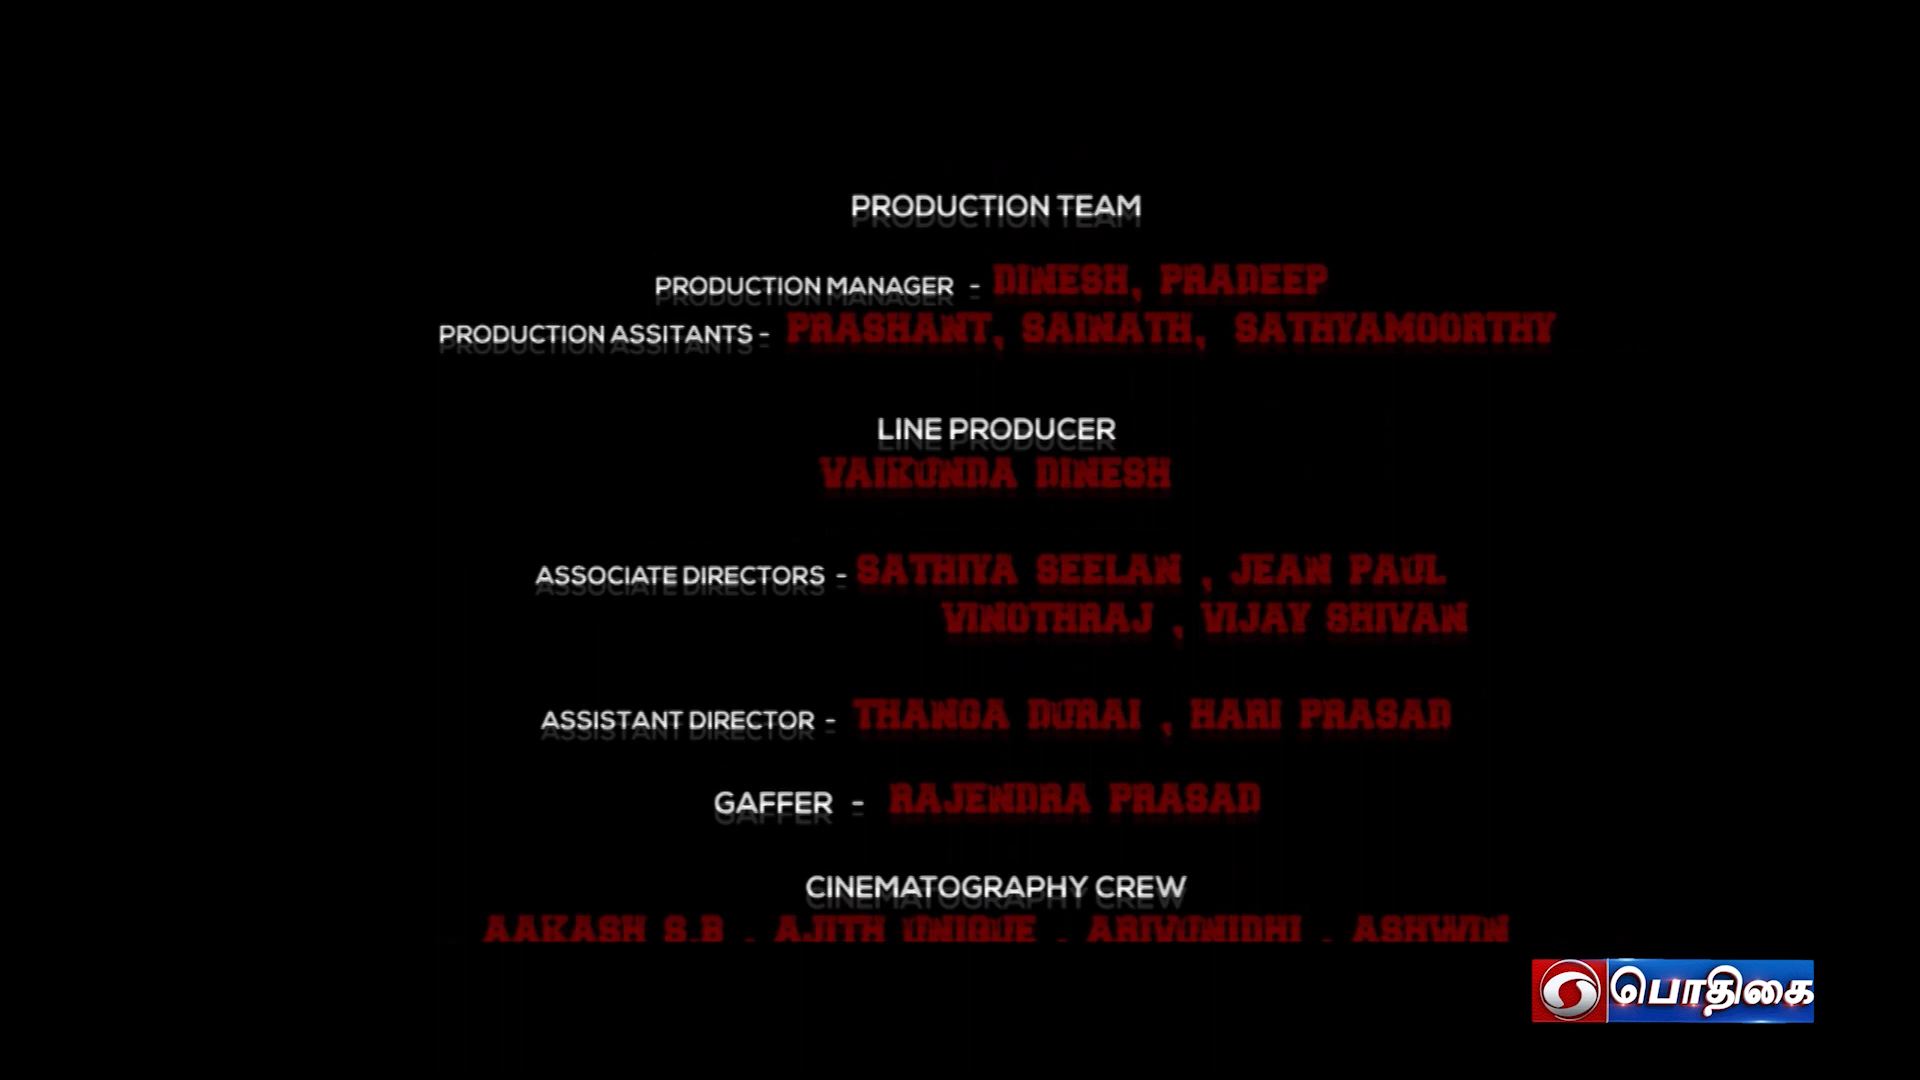 PRODUCTION TEAM
PRODUCTION MANAGER - DINESH, PRADEEP
PRODUCTION ASSITANTS - PRASHANT, SAINATH, SATHYAMOORTHY
LINE PRODUCER
VAIKUNDA DINESH
ASSOCIATE DIRECTORS - SATHIYA SEELAN , JEAN PAUL
VINOTHRAJ , VIJAY SHIVAN
ASSISTANT DIRECTOR - THANGA DURAI , HARI PRASAD
GAFFER - RAJENDRA PRASAD
CINEMATOGRAPHY CREW
AAKASH S.B , AJITH UNIQUE , ARIVUNIDHI , ASHWIN
பொதிகை